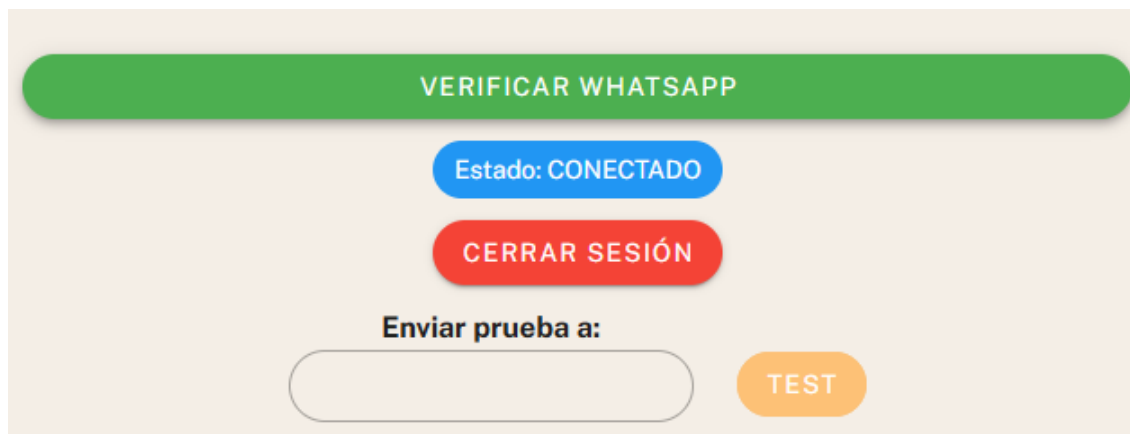 VERIFICAR WHATSAPP
Estado: CONECTADO
CERRAR SESIÓN
Enviar prueba a:
TEST